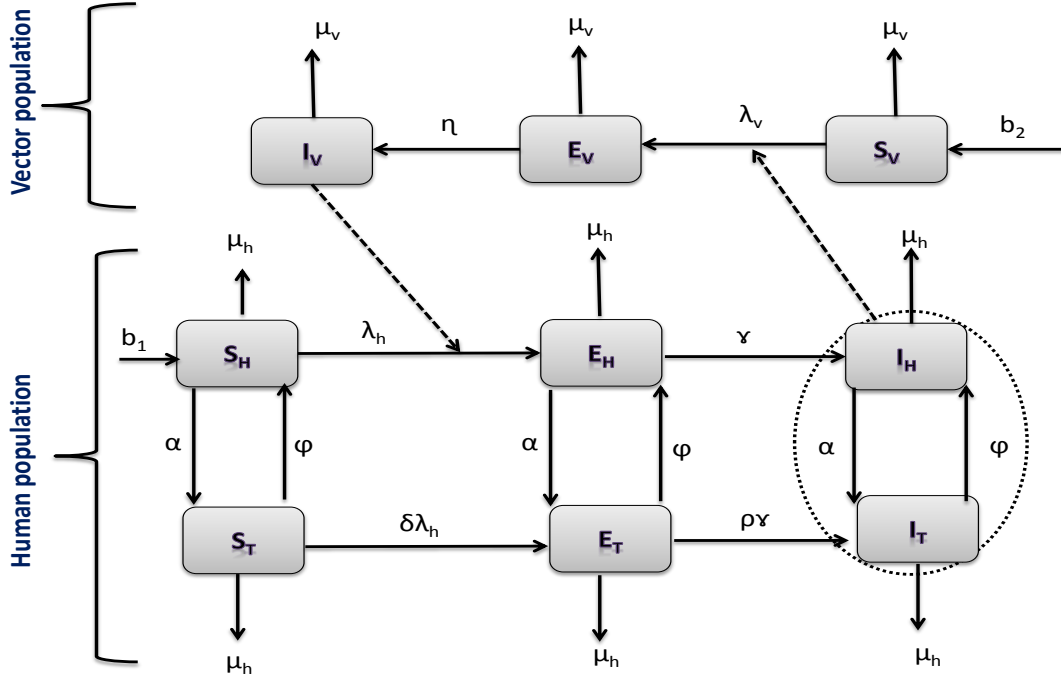 Vector population
μv μv μv
IV η EV λv SV b2
Human population
μh μh μh
b1 SH λh EH ɤ IH
α φ α φ α φ
ST δλh ET ρɤ IT
μh μh μh